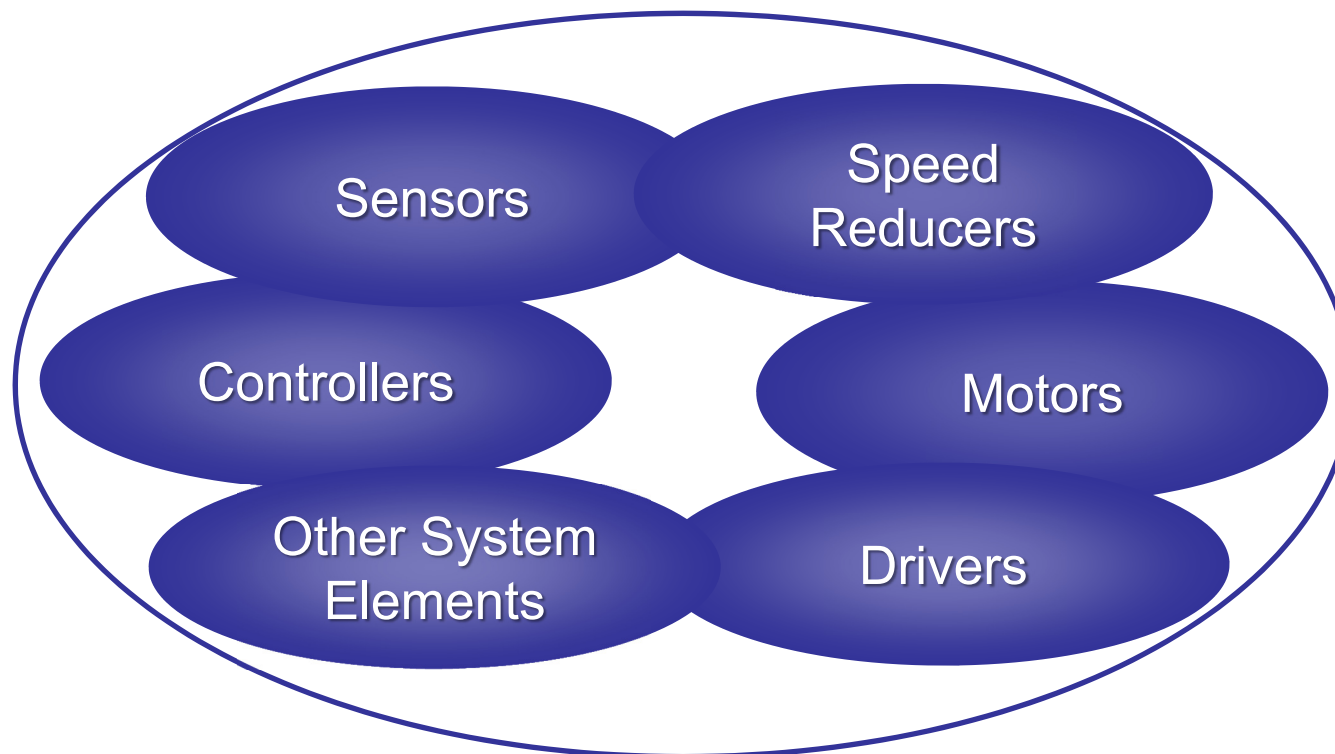 Sensors
Speed
Reducers
Controllers
Motors
Other System
Elements
Drivers